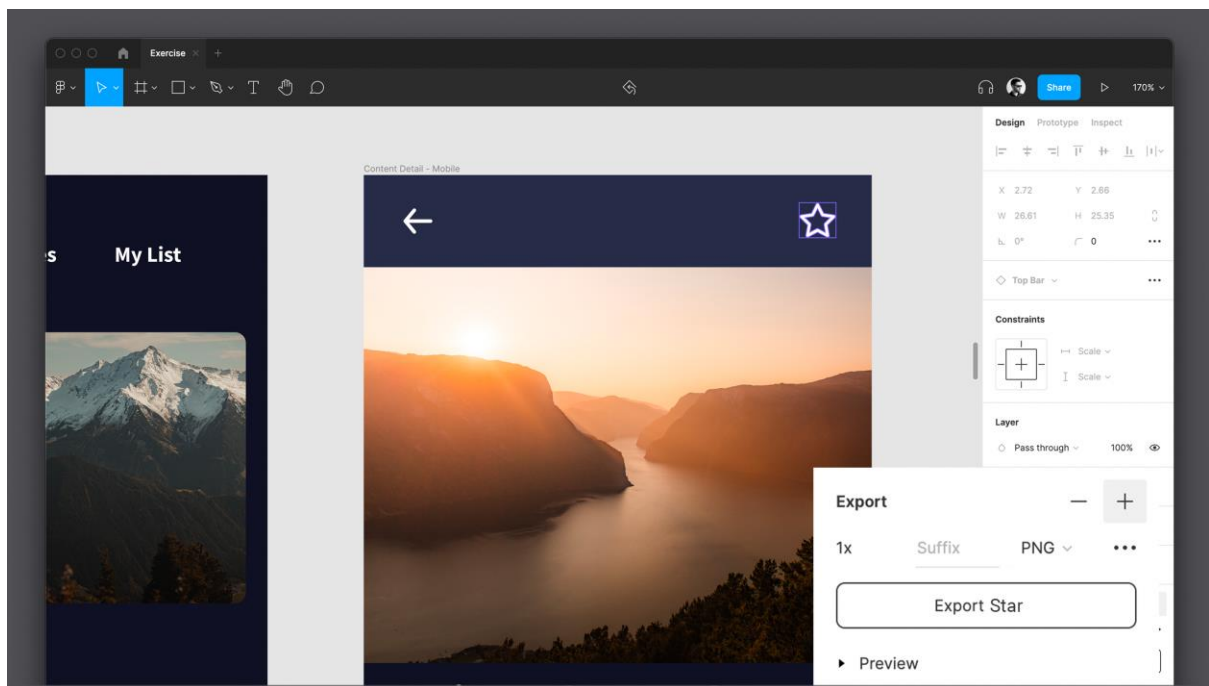 Exercise
Share
170%
Design Prototype Inspect
Content Detail - Mobile
X 2.72 Y 2.66
W 26.61 H 25.35
0° 0
s My List
Top Bar
Constraints
Scale
Scale
Layer
Pass through 100%
Export
1x Suffix PNG
Export Star
Preview